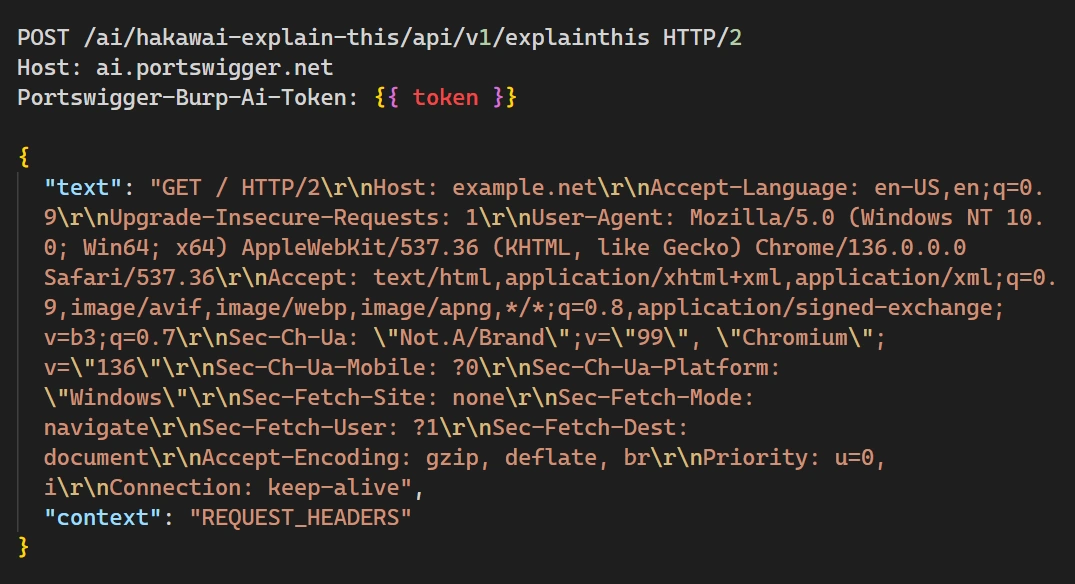 POST /ai/hakawai-explain-this/api/v1/explainthis HTTP/2
Host: ai.portswigger.net
Portswigger-Burp-Ai-Token: {{ token }}
{
"text": "GET / HTTP/2\r\nHost: example.net\r\nAccept-Language: en-US,en;q=0.
9\r\nUpgrade-Insecure-Requests: 1\r\nUser-Agent: Mozilla/5.0 (Windows NT 10.
0; Win64; x64) AppleWebKit/537.36 (KHTML, like Gecko) Chrome/136.0.0.0
Safari/537.36\r\nAccept: text/html,application/xhtml+xml,application/xml;q=0.
9,image/avif,image/webp,image/apng,*/*;q=0.8,application/signed-exchange;
v=b3;q=0.7\r\nSec-Ch-Ua: \"Not.A/Brand\";v=\"99\", \"Chromium\";
v=\"136\"\r\nSec-Ch-Ua-Mobile: ?0\r\nSec-Ch-Ua-Platform:
\"Windows\"\r\nSec-Fetch-Site: none\r\nSec-Fetch-Mode:
navigate\r\nSec-Fetch-User: ?1\r\nSec-Fetch-Dest:
document\r\nAccept-Encoding: gzip, deflate, br\r\nPriority: u=0,
i\r\nConnection: keep-alive",
"context": "REQUEST_HEADERS"
}